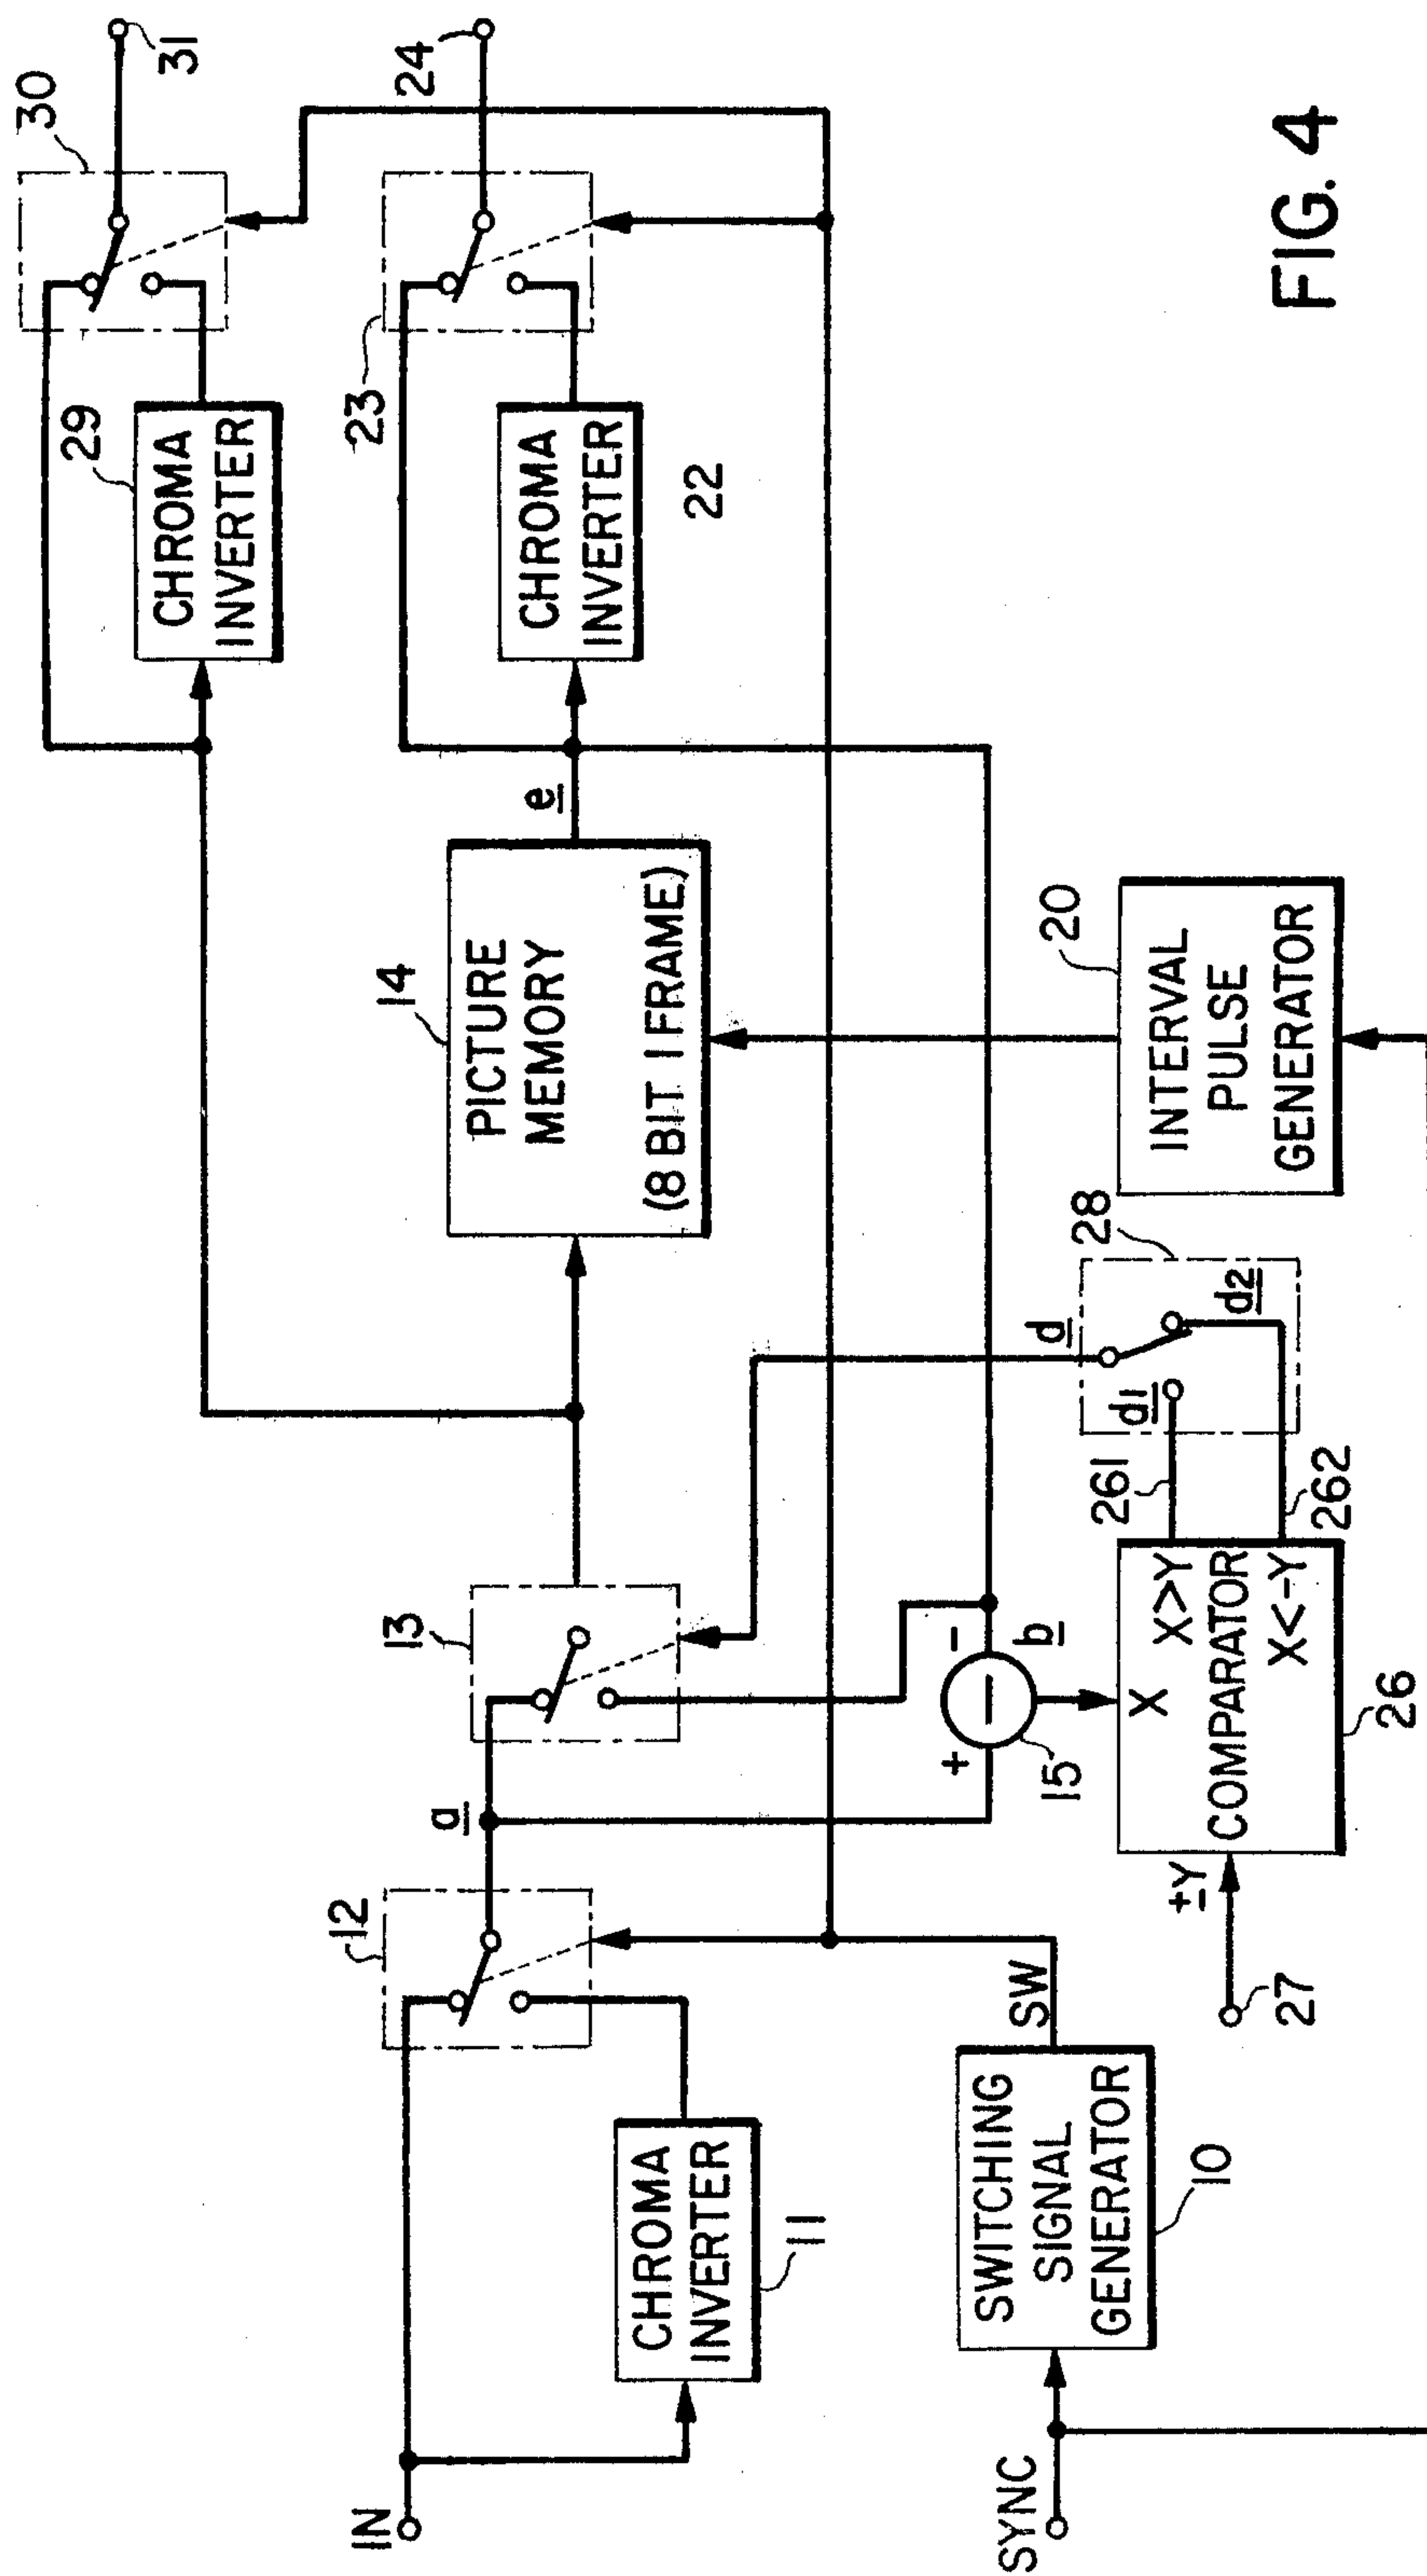 30
31
29
CHROMA
INVERTER
24
23
CHROMA
INVERTER
22
14
PICTURE
MEMORY
(8 BIT 1 FRAME)
e
13
a
12
IN
CHROMA
INVERTER
11
SW
SWITCHING
SIGNAL
GENERATOR
10
SYNC
+
-
b
15
X
X>Y
COMPARATOR
X<-Y
26
±Y
27
261
262
d
d1
d2
28
20
INTERVAL
PULSE
GENERATOR
FIG. 4